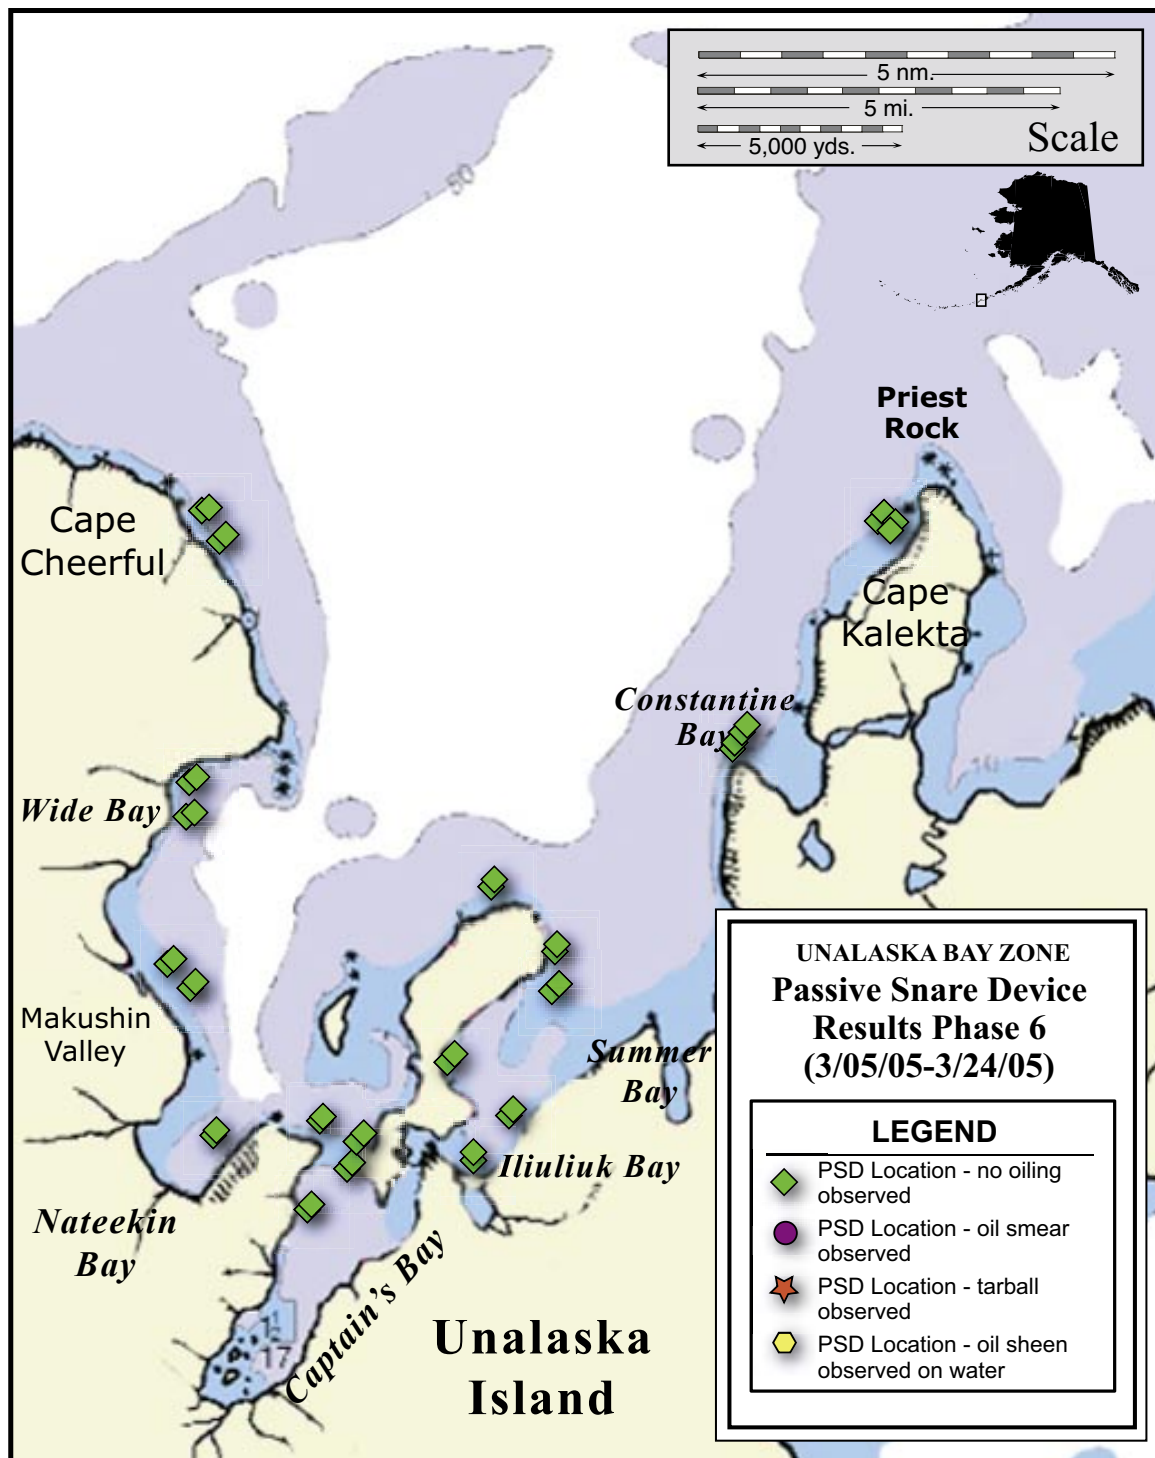 5 nm.
5 mi.
5,000 yds.
Scale
50
Priest
Rock
Cape
Cheerful
Cape
Kalekta
Constantine
Bay
Wide Bay
10
Makushin
Valley
Summer
Bay
Iliuliuk Bay
Nateekin
Bay
Captain's Bay
17
Unalaska
Island
UNALASKA BAY ZONE
Passive Snare Device
Results Phase 6
(3/05/05-3/24/05)
LEGEND
PSD Location - no oiling
observed
PSD Location - oil smear
observed
PSD Location - tarball
observed
PSD Location - oil sheen
observed on water